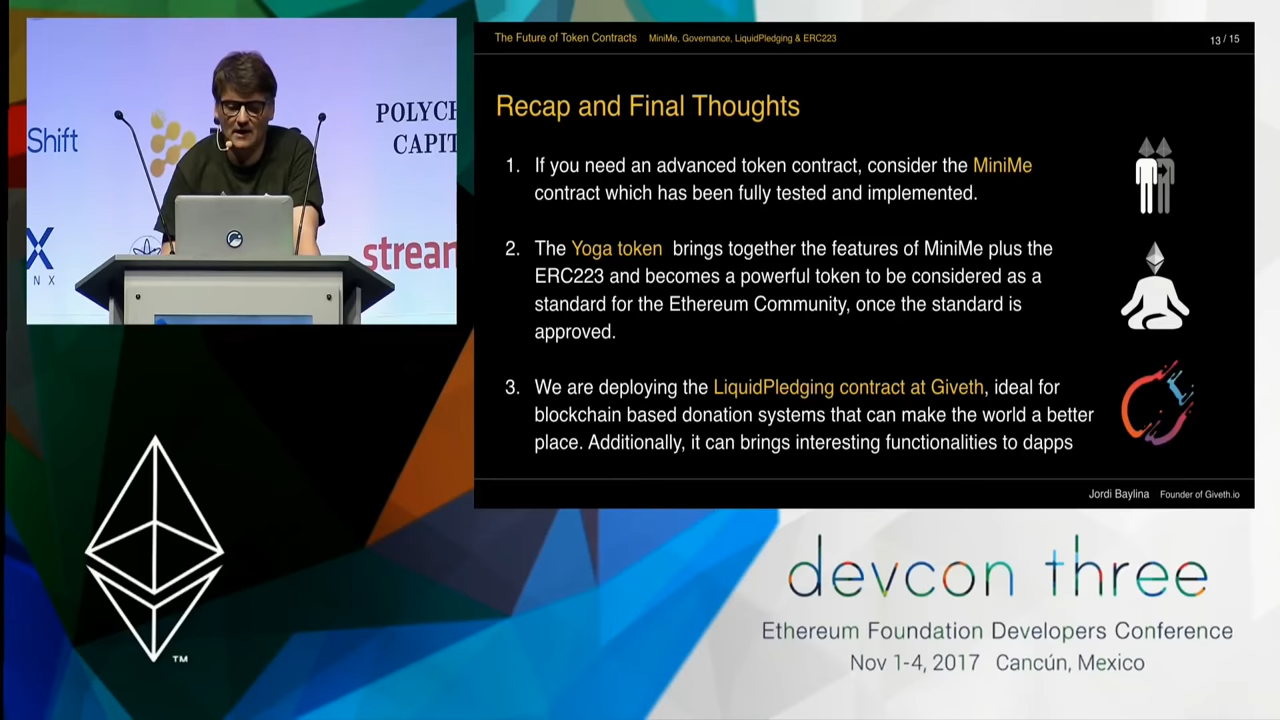 Shift
POLYCH
CAPIT
X
N X
stream
The Future of Token Contracts MiniMe, Governance, LiquidPledging & ERC223
13 / 15
Recap and Final Thoughts
1. If you need an advanced token contract, consider the MiniMe
contract which has been fully tested and implemented.
2. The Yoga token brings together the features of MiniMe plus the
ERC223 and becomes a powerful token to be considered as a
standard for the Ethereum Community, once the standard is
approved.
3. We are deploying the LiquidPledging contract at Giveth, ideal for
blockchain based donation systems that can make the world a better
place. Additionally, it can brings interesting functionalities to dapps
Jordi Baylina Founder of Giveth.io
TM
devcon three
Ethereum Foundation Developers Conference
Nov 1-4, 2017 Cancún, Mexico